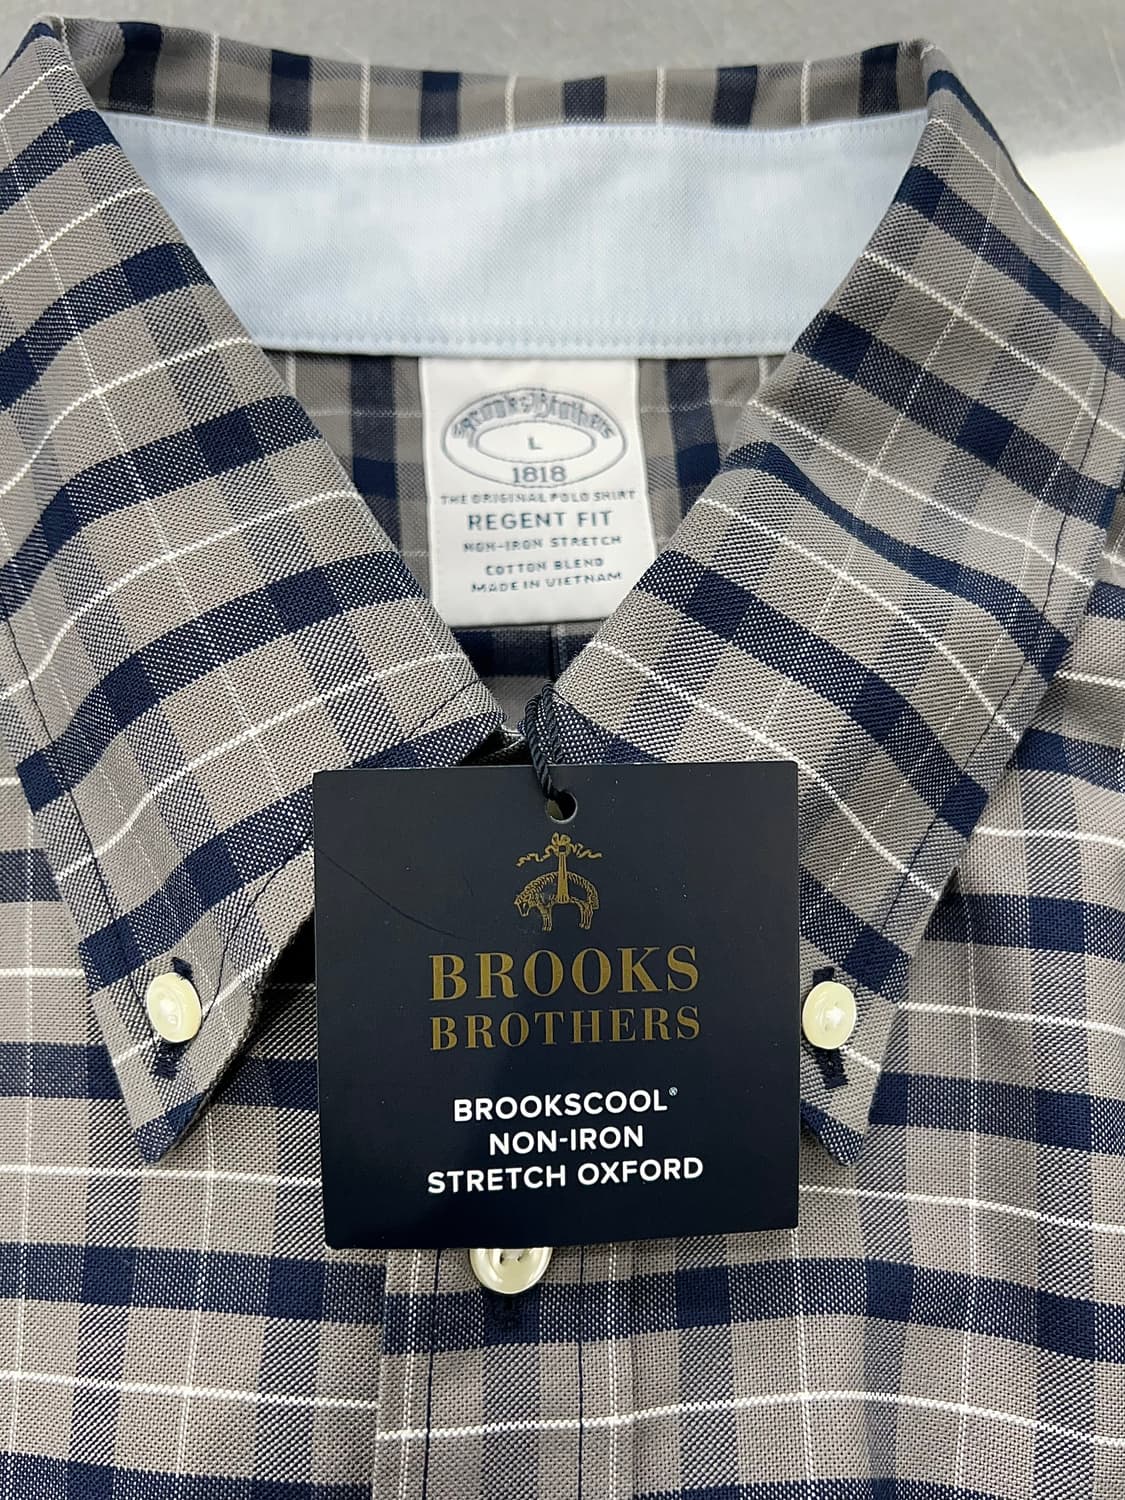 Brooks Brothers
L
1818
THE ORIGINAL POLO SHIRT
REGENT FIT
NON-IRON STRETCH
COTTON BLEND
MADE IN VIETNAM
BROOKS
BROTHERS
BROOKSCOOL®
NON-IRON
STRETCH OXFORD